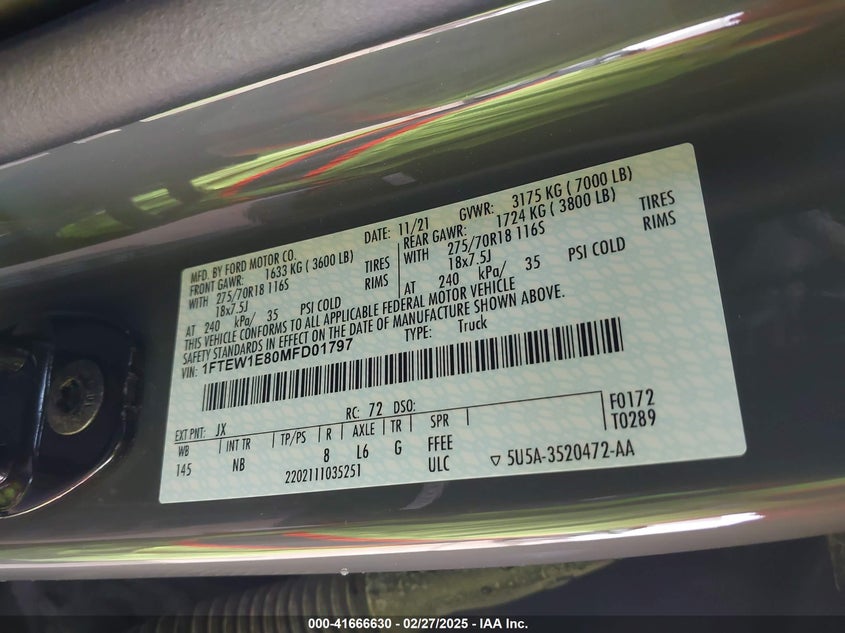 MFD. BY FORD MOTOR CO.
DATE: 11/21 GVWR: 3175 KG ( 7000 LB)
FRONT GAWR: 1633 KG ( 3600 LB)
WITH 275/70R18 116S TIRES
18x7.5J RIMS
AT 240 kPa/ 35 PSI COLD
REAR GAWR: 1724 KG ( 3800 LB)
WITH 275/70R18 116S TIRES
18x7.5J RIMS
AT 240 kPa/ 35 PSI COLD
THIS VEHICLE CONFORMS TO ALL APPLICABLE FEDERAL MOTOR VEHICLE
SAFETY STANDARDS IN EFFECT ON THE DATE OF MANUFACTURE SHOWN ABOVE.
VIN: 1FTEW1E80MFD01797 TYPE: Truck
EXT PNT: JX RC: 72 DSO: F0172
T0289
WB INT TR TP/PS R AXLE TR SPR
145 NB 8 L6 G FFEE
ULC
2202111035251 ▽ 5U5A-3520472-AA
000-41666630 - 02/27/2025 - IAA Inc.